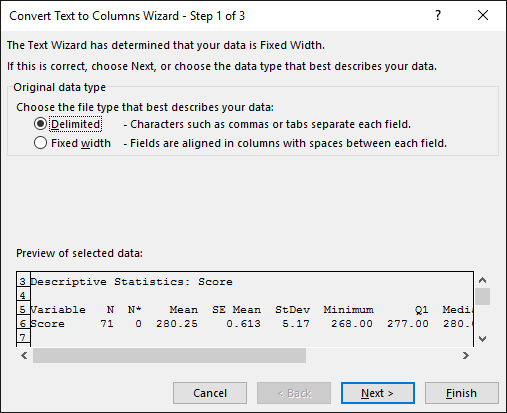 Convert Text to Columns Wizard - Step 1 of 3
The Text Wizard has determined that your data is Fixed Width.
If this is correct, choose Next, or choose the data type that best describes your data.
Original data type
Choose the file type that best describes your data:
Delimited - Characters such as commas or tabs separate each field.
Fixed width - Fields are aligned in columns with spaces between each field.
Preview of selected data:
3 Descriptive Statistics: Score
4
5 Variable N N* Mean SE Mean StDev Minimum Q1 Media
6 Score 71 0 280.25 0.613 5.17 268.00 277.00 280.0
7
Cancel < Back Next > Finish